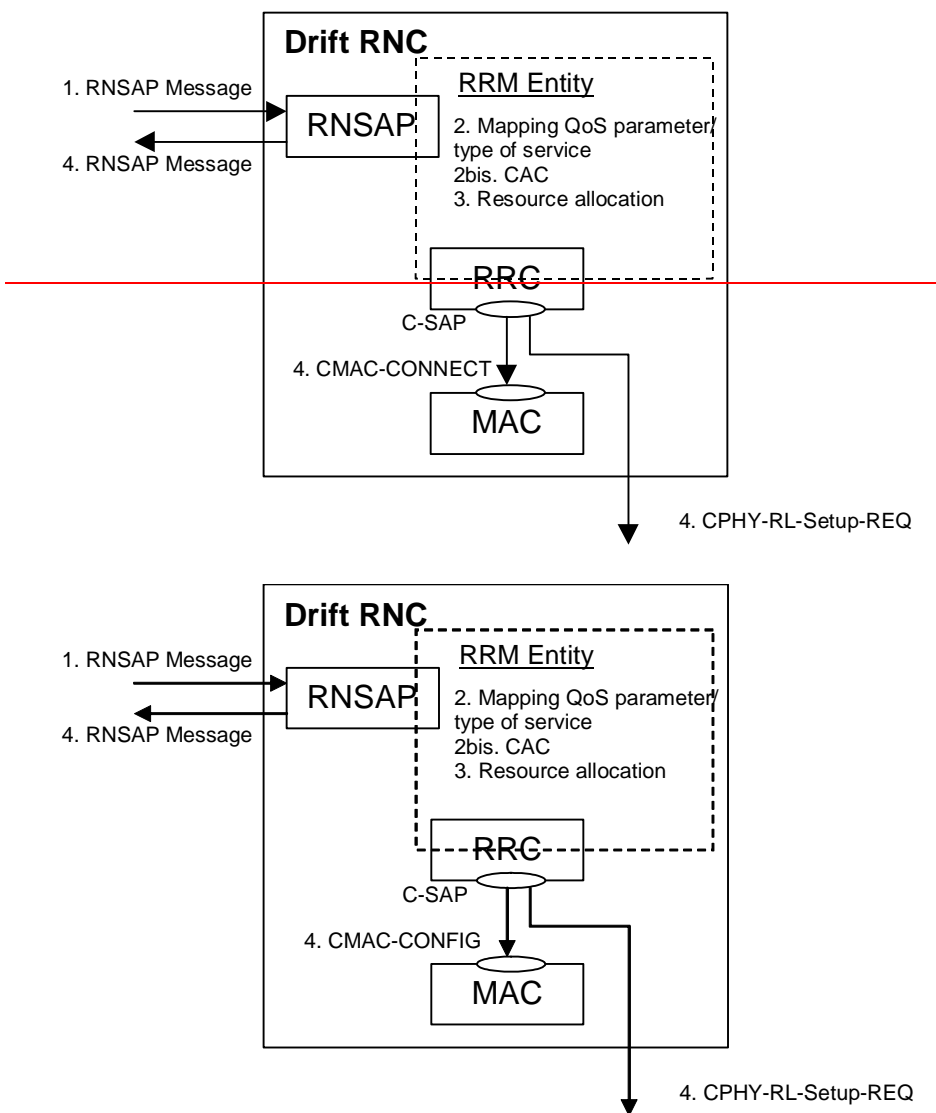 Drift RNC
1. RNSAP Message
RNSAP
4. RNSAP Message
RRM Entity
2. Mapping QoS parameter/
type of service
2bis. CAC
3. Resource allocation
RRC
C-SAP
4. CMAC-CONNECT
MAC
4. CPHY-RL-Setup-REQ
Drift RNC
1. RNSAP Message
RNSAP
4. RNSAP Message
RRM Entity
2. Mapping QoS parameter/
type of service
2bis. CAC
3. Resource allocation
RRC
C-SAP
4. CMAC-CONFIG
MAC
4. CPHY-RL-Setup-REQ